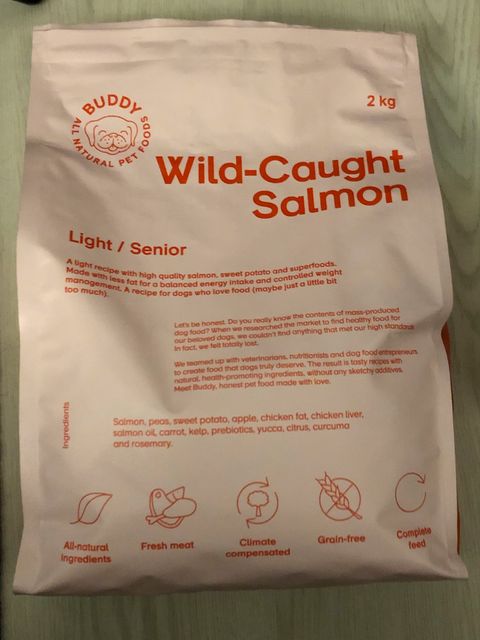 BUDDY
ALL NATURAL PET FOODS
2 kg
Wild-Caught
Salmon
Light / Senior
A light recipe with high quality salmon, sweet potato and superfoods.
Made with less fat for a balanced energy intake and controlled weight
management. A recipe for dogs who love food (maybe just a little bit
too much).
Let's be honest. Do you really know the contents of mass-produced
dog food? When we researched the market to find healthy food for
our beloved dogs, we couldn't find anything that met our high standards
In fact, we felt totally lost.
We teamed up with veterinarians, nutritionists and dog food entrepreneurs
to create food that dogs truly deserve. The result is tasty recipes with
natural, health-promoting ingredients, without any sketchy additives.
Meet Buddy, honest pet food made with love.
Ingredients
Salmon, peas, sweet potato, apple, chicken fat, chicken liver,
salmon oil, carrot, kelp, prebiotics, yucca, citrus, curcuma
and rosemary.
All-natural
ingredients
Fresh meat
Climate
compensated
Grain-free
Complete
feed